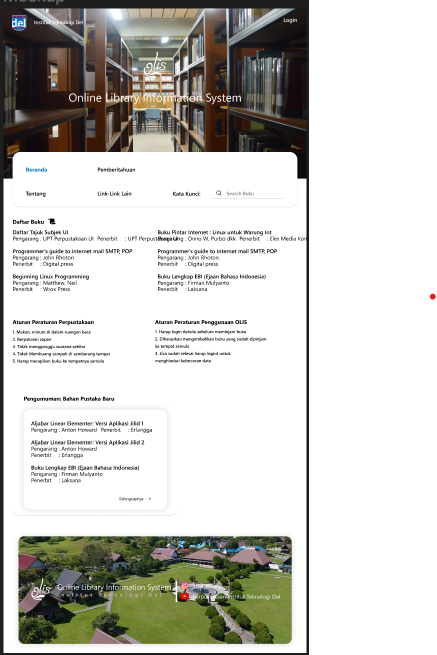 Mockup
del
Institut Teknologi Del
Login
olis
Online Library Information System
Beranda
Pemberitahuan
Tentang
Link-Link Lain
Kata Kunci:
Search Buku
Daftar Buku
Daftar Tajuk Subjek UI
Pengarang : UPT Perpustakaan UI Penerbit : UPT
Buku Pintar Internet : Linux untuk Warung Int
: Onno W. Purbo dkk Penerbit : Elex Media Kom
Programmer's guide to internet mail SMTP, POP
Pengarang : John Rhoton
Penerbit : Digital press
Programmer's guide to internet mail SMTP, POP
Pengarang : John Rhoton
Penerbit : Digital press
Beginning Linux Programming
Pengarang : Matthew, Neil
Penerbit : Wrox Press
Buku Lengkap EBI (Ejaan Bahasa Indonesia)
Pengarang : Firman Mulyanto
Penerbit : Laksana
Aturan Peraturan Perpustakaan
1. Makan, minum di dalam ruangan baca
2. Berpakaian sopan
3. Tidak mengganggu suasana sekitar
4. Tidak Membuang sampah di sembarang tempat
5. Harap merapikan buku ke tempatnya semula
Aturan Peraturan Penggunaan OLIS
1. Harap login dahulu sebelum meminjam buku
2. Diharapkan mengembalikan buku yang sudah dipinjam
ke tempat semula
3. Jika sudah selesai harap logout untuk
menghindari kebocoran data
Pengumuman: Bahan Pustaka Baru
Aljabar Linear Elementer: Versi Aplikasi Jilid 1
Pengarang : Anton Howard Penerbit : Erlangga
Aljabar Linear Elementer: Versi Aplikasi Jilid 2
Pengarang : Anton Howard
Penerbit : Erlangga
Buku Lengkap EBI (Ejaan Bahasa Indonesia)
Pengarang : Firman Mulyanto
Penerbit : Laksana
Selengkapnya >
olis
Online Library Information System
Institut Teknologi Del
Institut Teknologi Del